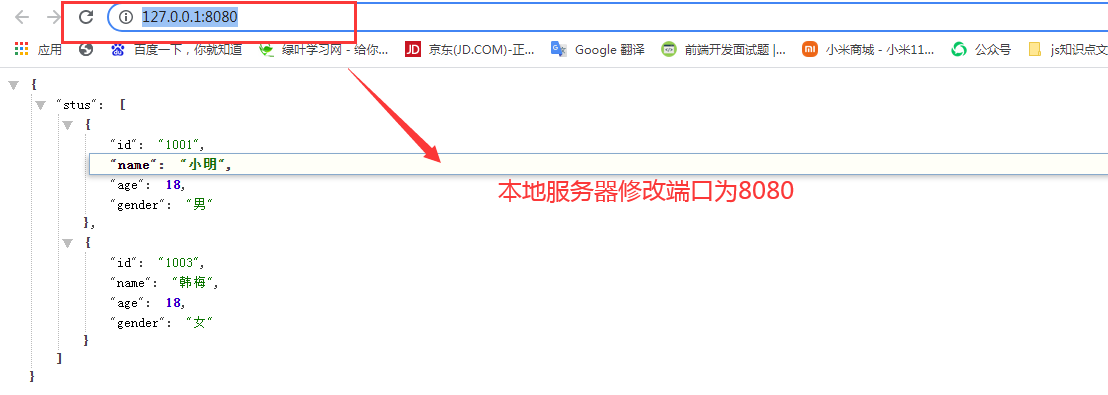 127.0.0.1:8080
应用 百度一下，你就知道 绿叶学习网 - 给你... 京东(JD.COM)-正... Google 翻译 前端开发面试题 |... 小米商城 - 小米11... 公众号 js知识点文
{
"stus": [
{
"id": "1001",
"name": "小明",
"age": 18,
"gender": "男"
},
{
"id": "1003",
"name": "韩梅",
"age": 18,
"gender": "女"
}
]
}
本地服务器修改端口为8080